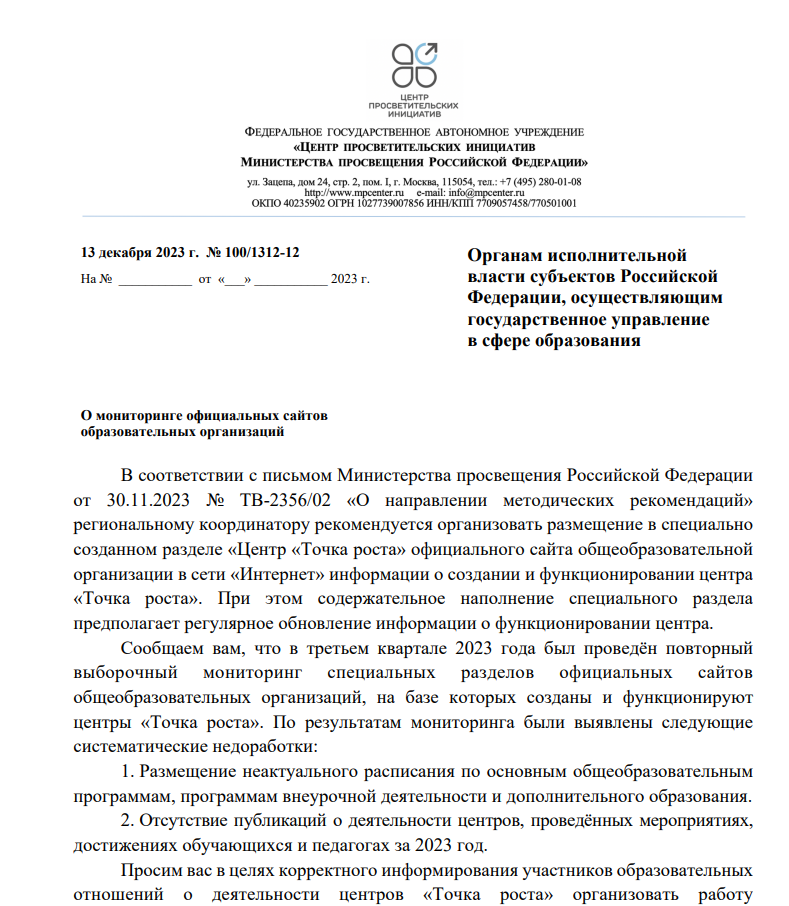 ЦЕНТР
ПРОСВЕТИТЕЛЬСКИХ
ИНИЦИАТИВ
ФЕДЕРАЛЬНОЕ ГОСУДАРСТВЕННОЕ АВТОНОМНОЕ УЧРЕЖДЕНИЕ
«ЦЕНТР ПРОСВЕТИТЕЛЬСКИХ ИНИЦИАТИВ
МИНИСТЕРСТВА ПРОСВЕЩЕНИЯ РОССИЙСКОЙ ФЕДЕРАЦИИ»
ул. Зацепа, дом 24, стр. 2, пом. I, г. Москва, 115054, тел.: +7 (495) 280-01-08
http://www.mpcenter.ru e-mail: info@mpcenter.ru
ОКПО 40235902 ОГРН 1027739007856 ИНН/КПП 7709057458/770501001
13 декабря 2023 г. № 100/1312-12
На № ___________ от «___» ___________ 2023 г.
Органам исполнительной
власти субъектов Российской
Федерации, осуществляющим
государственное управление
в сфере образования
О мониторинге официальных сайтов
образовательных организаций
В соответствии с письмом Министерства просвещения Российской Федерации
от 30.11.2023 № ТВ-2356/02 «О направлении методических рекомендаций»
региональному координатору рекомендуется организовать размещение в специально
созданном разделе «Центр «Точка роста» официального сайта общеобразовательной
организации в сети «Интернет» информации о создании и функционировании центра
«Точка роста». При этом содержательное наполнение специального раздела
предполагает регулярное обновление информации о функционировании центра.
Сообщаем вам, что в третьем квартале 2023 года был проведён повторный
выборочный мониторинг специальных разделов официальных сайтов
общеобразовательных организаций, на базе которых созданы и функционируют
центры «Точка роста». По результатам мониторинга были выявлены следующие
систематические недоработки:
1. Размещение неактуального расписания по основным общеобразовательным
программам, программам внеурочной деятельности и дополнительного образования.
2. Отсутствие публикаций о деятельности центров, проведённых мероприятиях,
достижениях обучающихся и педагогах за 2023 год.
Просим вас в целях корректного информирования участников образовательных
отношений о деятельности центров «Точка роста» организовать работу